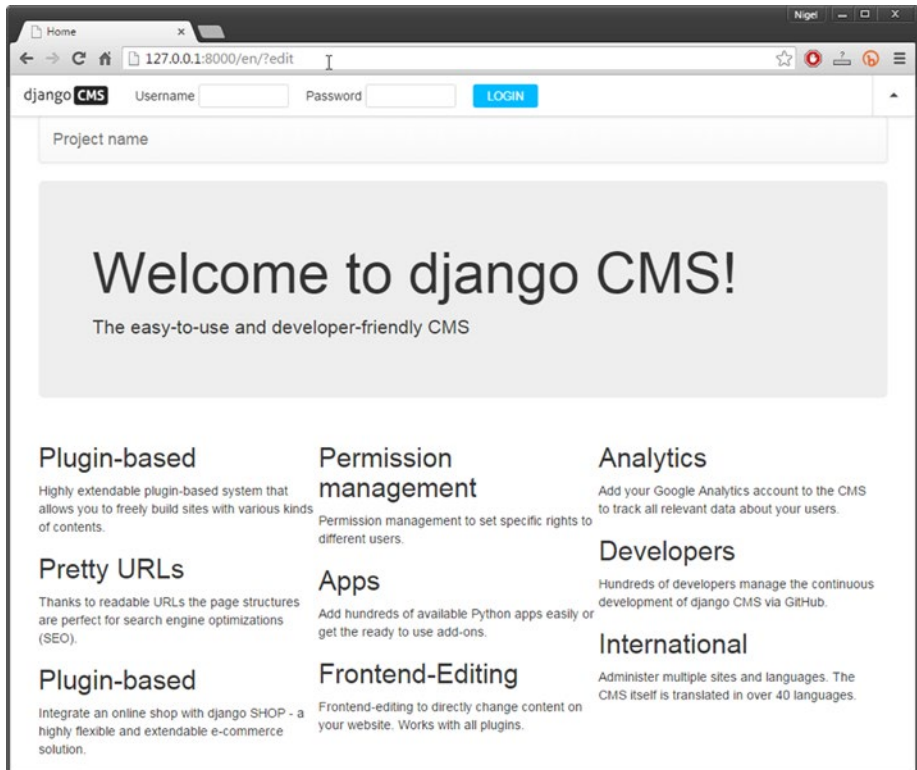 Nigel
Home
127.0.0.1:8000/en/?edit
django CMS Username Password LOGIN
Project name
Welcome to django CMS!
The easy-to-use and developer-friendly CMS
Plugin-based
Highly extendable plugin-based system that
allows you to freely build sites with various kinds
of contents.
Pretty URLs
Thanks to readable URLs the page structures
are perfect for search engine optimizations
(SEO).
Plugin-based
Integrate an online shop with django SHOP - a
highly flexible and extendable e-commerce
solution.
Permission
management
Permission management to set specific rights to
different users.
Apps
Add hundreds of available Python apps easily or
get the ready to use add-ons.
Frontend-Editing
Frontend-editing to directly change content on
your website. Works with all plugins.
Analytics
Add your Google Analytics account to the CMS
to track all relevant data about your users.
Developers
Hundreds of developers manage the continuous
development of django CMS via GitHub.
International
Administer multiple sites and languages. The
CMS itself is translated in over 40 languages.